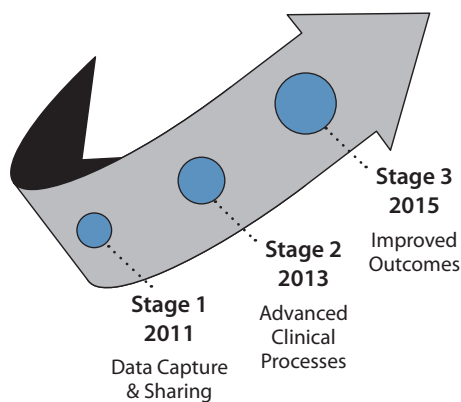 Stage 1
2011
Data Capture
& Sharing
Stage 2
2013
Advanced
Clinical
Processes
Stage 3
2015
Improved
Outcomes